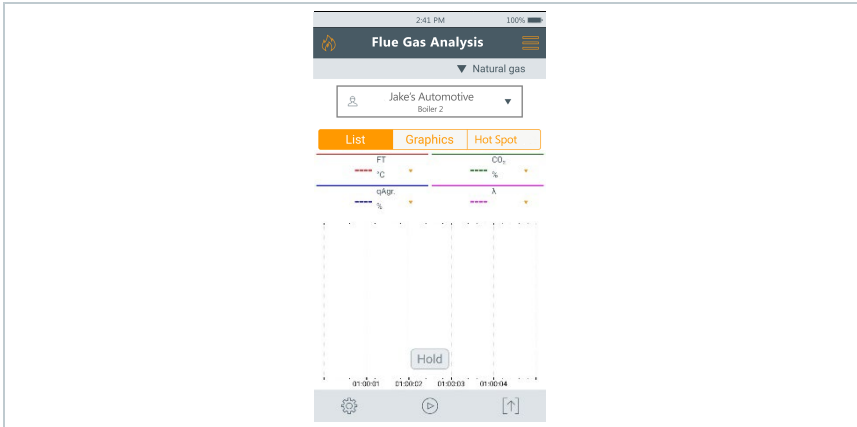 2:41 PM 100%
Flue Gas Analysis
Natural gas
Jake's Automotive
Boiler 2
List Graphics Hot Spot
FT CO₂
---- °C ---- %
qAgr. λ
---- % ----
Hold
01:00:01 01:00:02 01:00:03 01:00:04